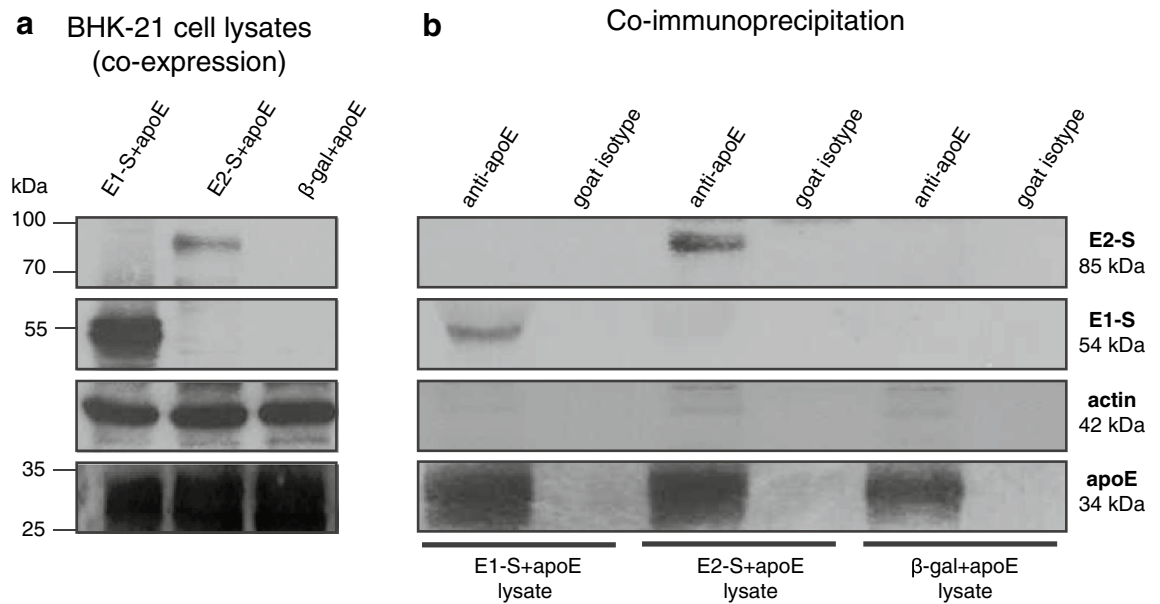 a
BHK-21 cell lysates
(co-expression)
E1-S+apoE
E2-S+apoE
β-gal+apoE
kDa
100
70
55
35
25
b
Co-immunoprecipitation
anti-apoE
goat isotype
anti-apoE
goat isotype
anti-apoE
goat isotype
E2-S
85 kDa
E1-S
54 kDa
actin
42 kDa
apoE
34 kDa
E1-S+apoE
lysate
E2-S+apoE
lysate
β-gal+apoE
lysate